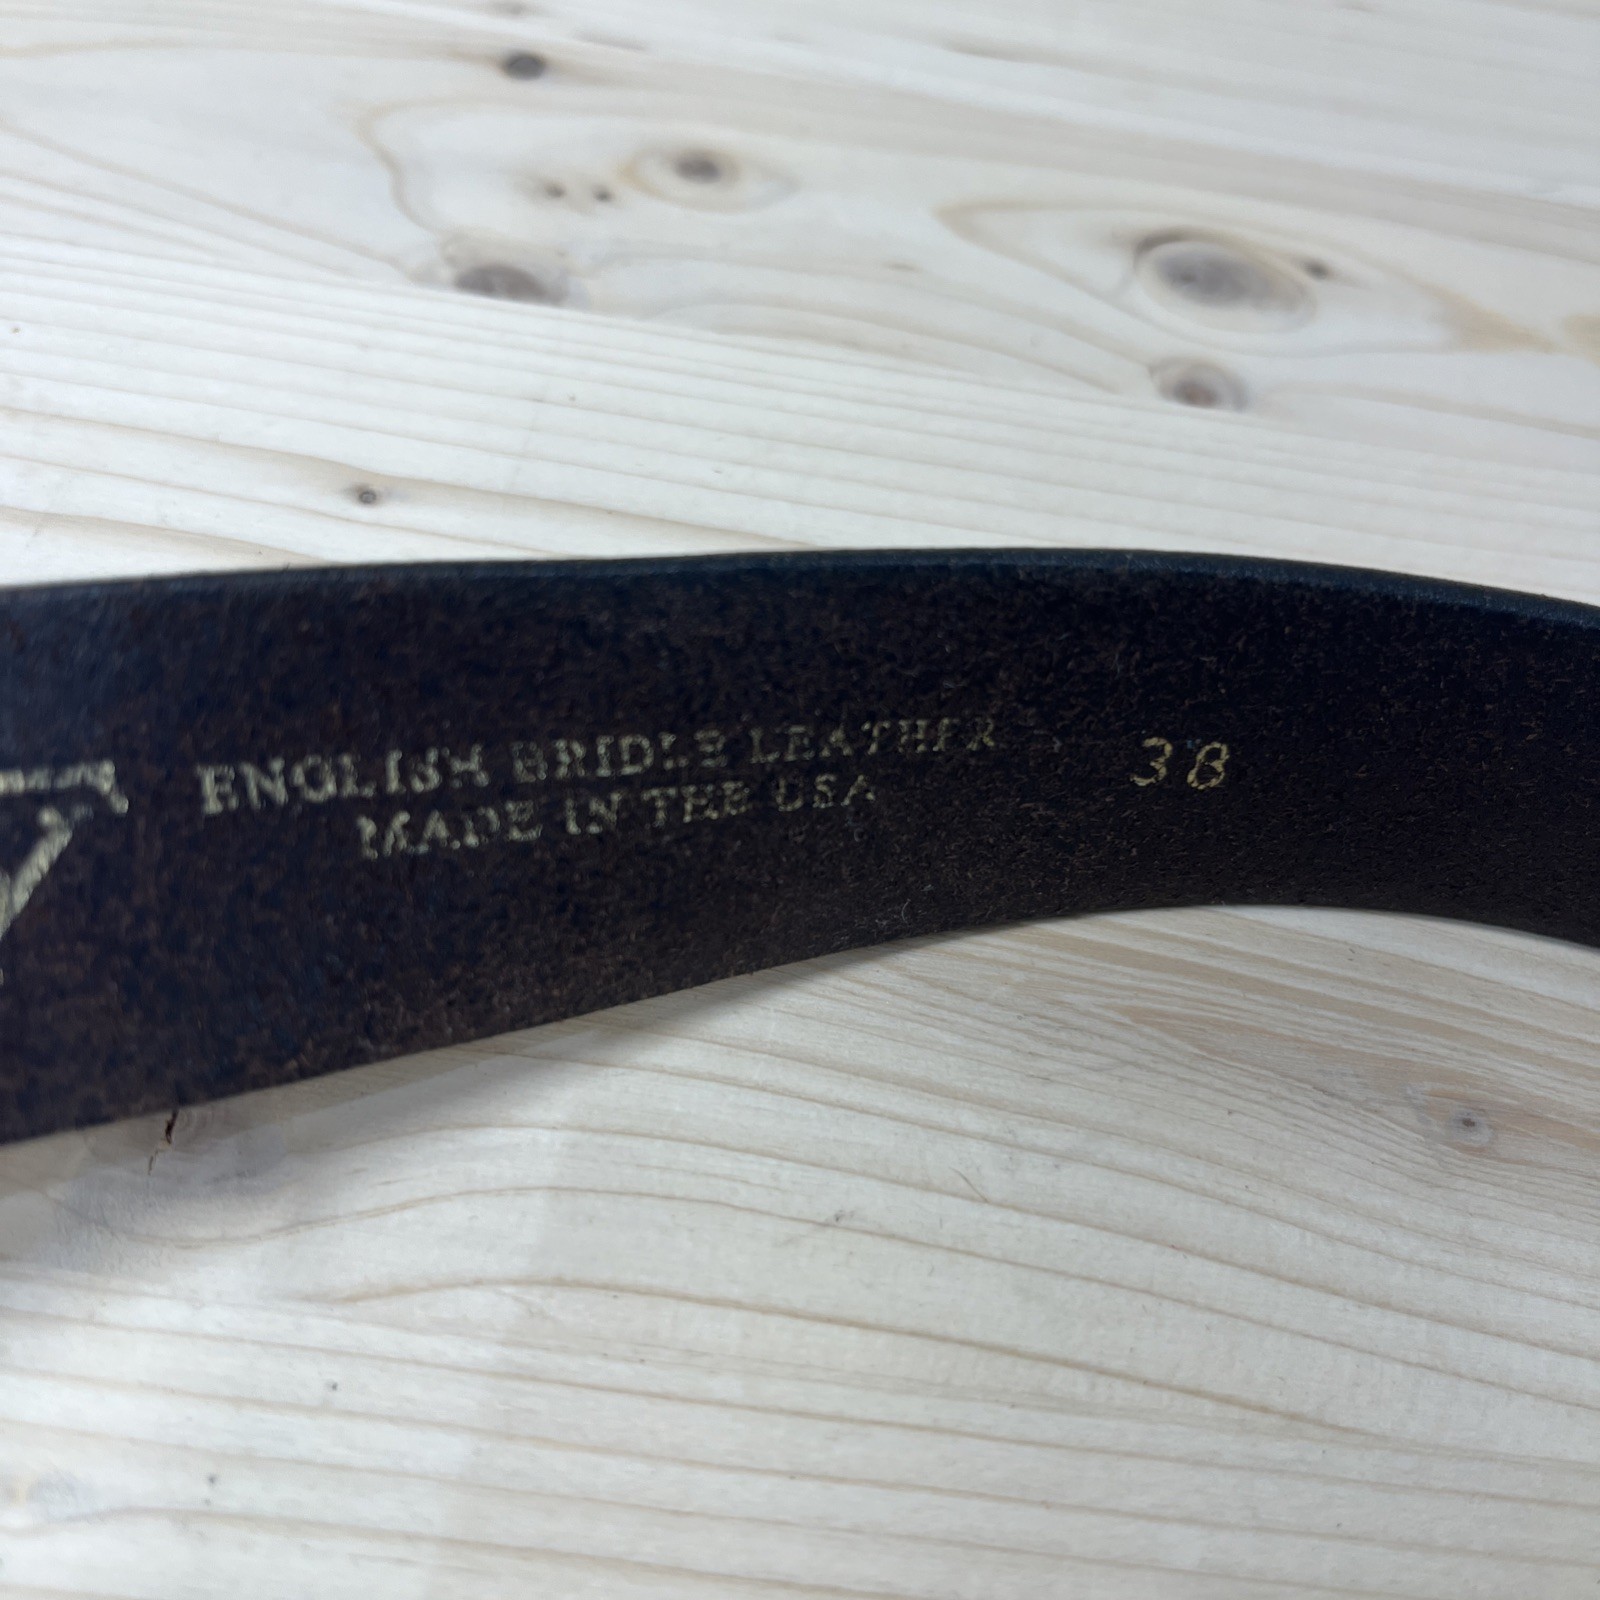 ENGLISH BRIDLE LEATHER 38
MADE IN THE USA